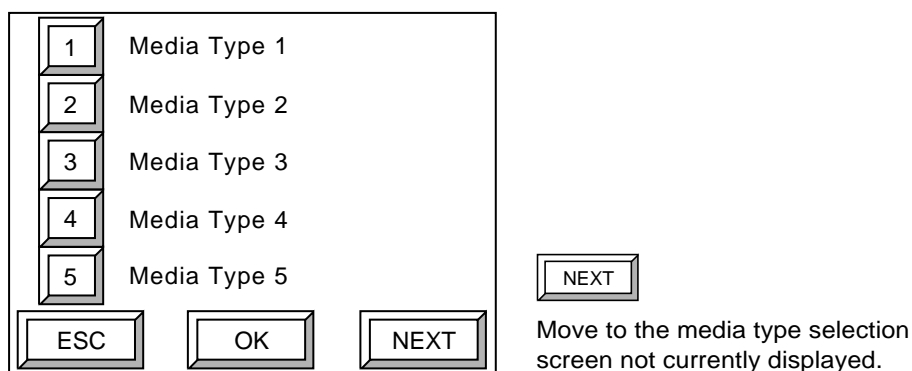 1 Media Type 1
2 Media Type 2
3 Media Type 3
4 Media Type 4
5 Media Type 5
ESC OK NEXT
NEXT
Move to the media type selection
screen not currently displayed.